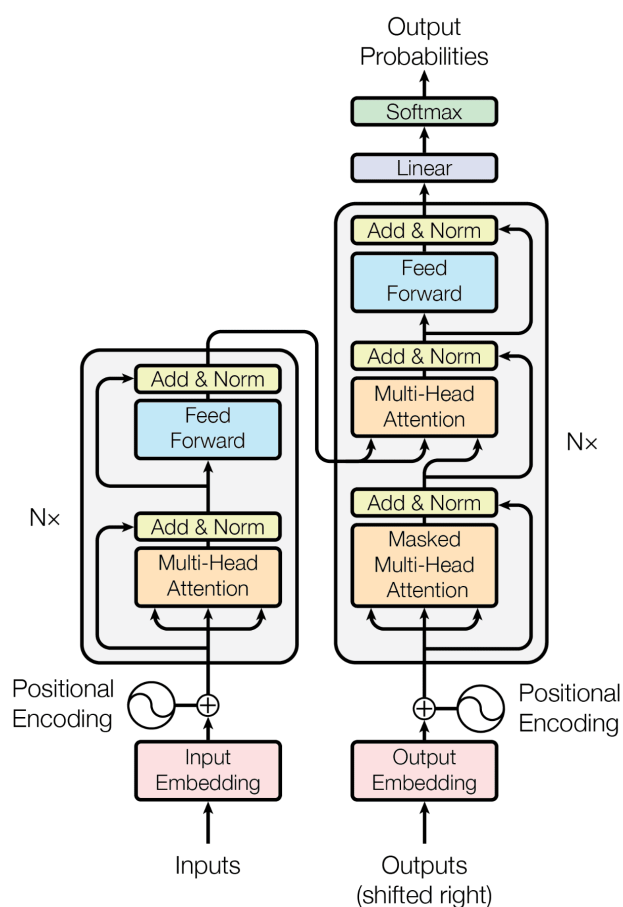 Output
Probabilities
Softmax
Linear
Add & Norm
Feed
Forward
Add & Norm
Multi-Head
Attention
Add & Norm
Masked
Multi-Head
Attention
N×
Add & Norm
Feed
Forward
Add & Norm
Multi-Head
Attention
N×
Positional
Encoding
Positional
Encoding
Input
Embedding
Output
Embedding
Inputs
Outputs
(shifted right)